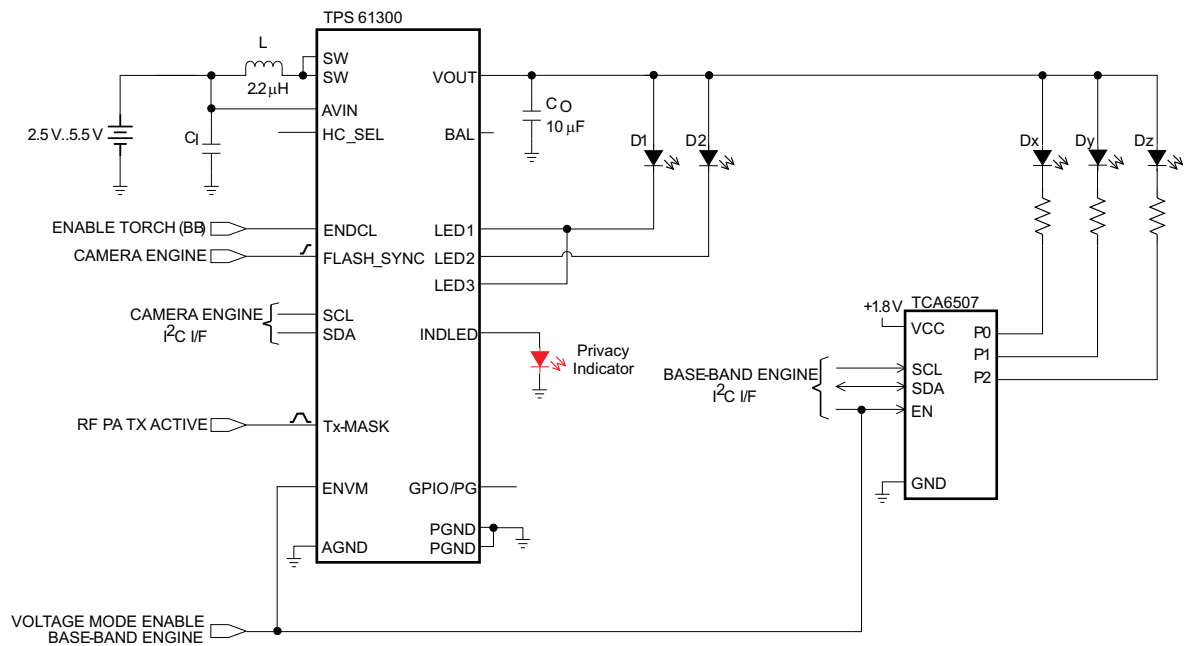 TPS 61300
L
2.2 μH
SW
SW
AVIN
HC_SEL
2.5 V..5.5 V
CI
VOUT
CO
10 μF
BAL
D1
D2
Dx
Dy
Dz
ENABLE TORCH (BB)
ENDCL
CAMERA ENGINE
FLASH_SYNC
LED1
LED2
LED3
CAMERA ENGINE
I2C I/F
SCL
SDA
INDLED
Privacy
Indicator
TCA6507
+1.8 V
VCC
P0
P1
P2
BASE-BAND ENGINE
I2C I/F
SCL
SDA
EN
GND
RF PA TX ACTIVE
Tx-MASK
ENVM
GPIO/PG
PGND
PGND
AGND
VOLTAGE MODE ENABLE
BASE-BAND ENGINE